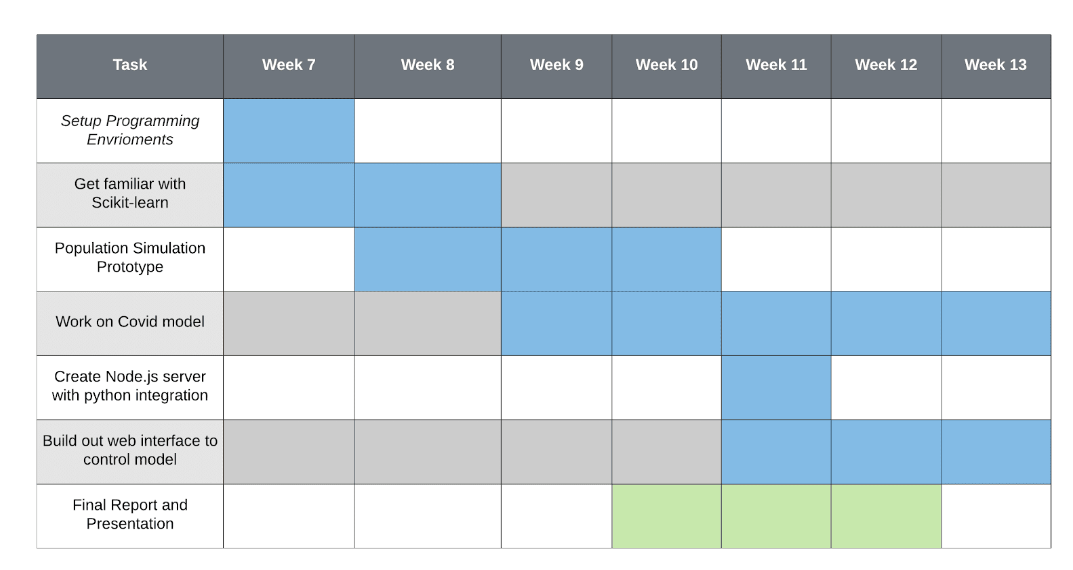 Task
Week 7
Week 8
Week 9
Week 10
Week 11
Week 12
Week 13
Setup Programming
Envrioments
Get familiar with
Scikit-learn
Population Simulation
Prototype
Work on Covid model
Create Node.js server
with python integration
Build out web interface to
control model
Final Report and
Presentation